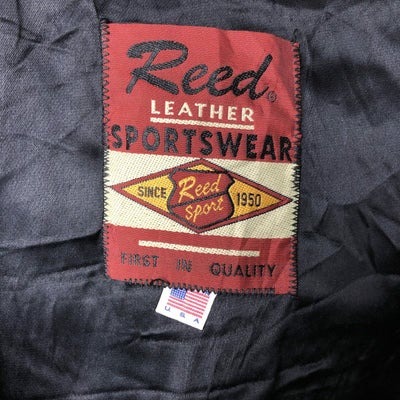 Reed®
LEATHER
SPORTSWEAR
SINCE Reed 1950
Sport
FIRST IN QUALITY
USA